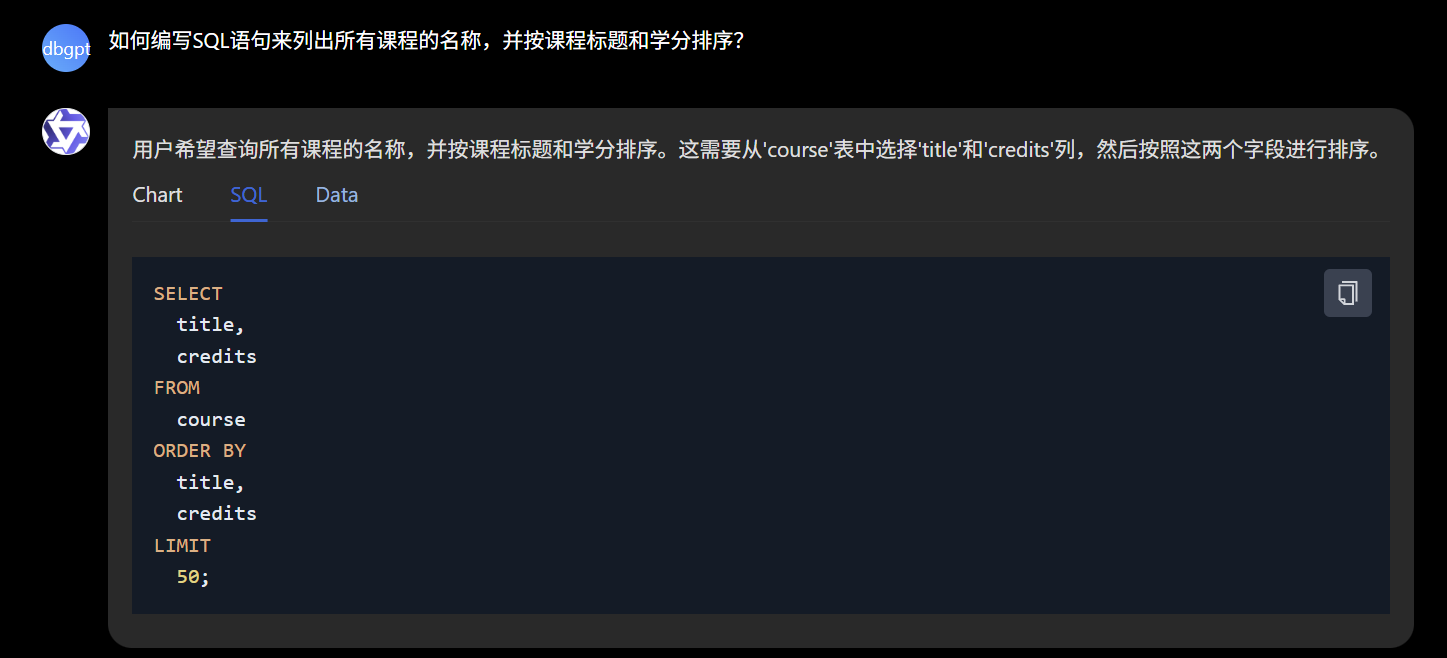 dbgpt
如何编写SQL语句来列出所有课程的名称，并按课程标题和学分排序？
用户希望查询所有课程的名称，并按课程标题和学分排序。这需要从'course'表中选择'title'和'credits'列，然后按照这两个字段进行排序。
Chart SQL Data
SELECT
  title,
  credits
FROM
  course
ORDER BY
  title,
  credits
LIMIT
  50;